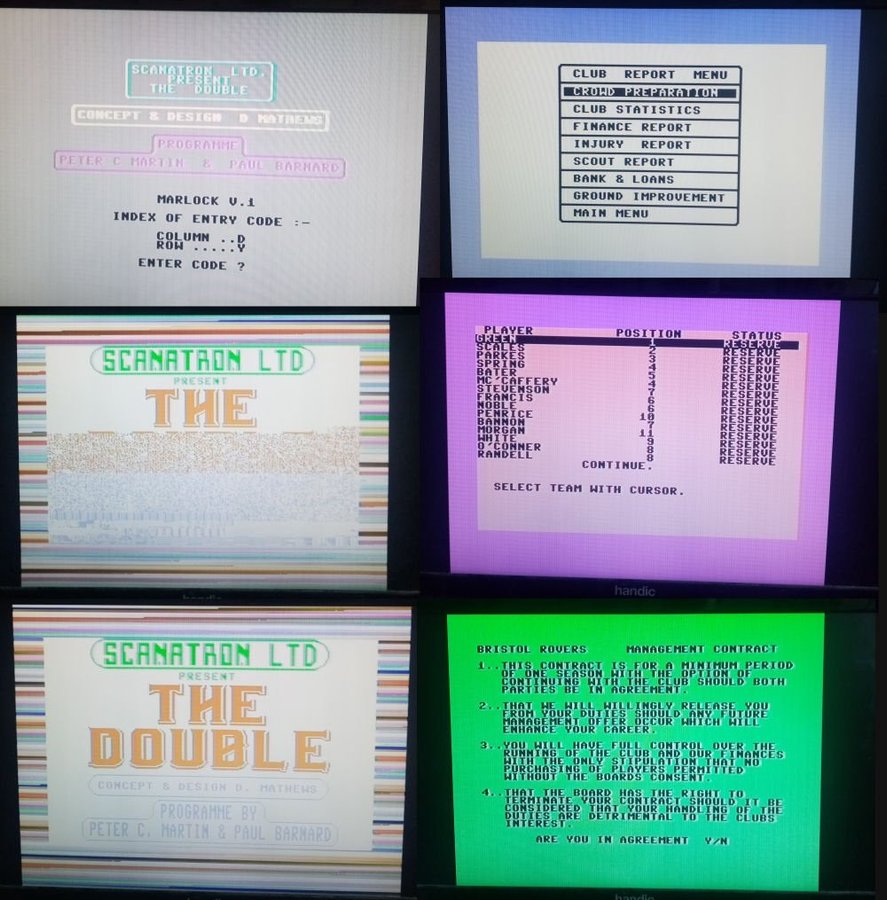 SCANATRON LTD.
PRESENT
THE DOUBLE
CONCEPT & DESIGN D MATHEWS
PROGRAMME
PETER C MARTIN & PAUL BARNARD
MARLOCK V.1
INDEX OF ENTRY CODE :-
COLUMN ..D
ROW .....Y
ENTER CODE ?
CLUB REPORT MENU
CROWD PREPARATION
CLUB STATISTICS
FINANCE REPORT
INJURY REPORT
SCOUT REPORT
BANK & LOANS
GROUND IMPROVEMENT
MAIN MENU
SCANATRON LTD
PRESENT
THE
PLAYER POSITION STATUS
GREEN 1 RESERVE
SCALES 2 RESERVE
PARKES 3 RESERVE
SPRING 4 RESERVE
BATER 5 RESERVE
MC'CAFFERY 4 RESERVE
STEVENSON 7 RESERVE
FRANCIS 6 RESERVE
NOBLE 6 RESERVE
PENRICE 10 RESERVE
BANNON 7 RESERVE
MORGAN 11 RESERVE
WHITE 9 RESERVE
O'CONNER 8 RESERVE
RANDELL 8 RESERVE
CONTINUE.
SELECT TEAM WITH CURSOR.
handic
SCANATRON LTD
PRESENT
THE
DOUBLE
CONCEPT & DESIGN D. MATHEWS
PROGRAMME BY
PETER C. MARTIN & PAUL BARNARD
BRISTOL ROVERS MANAGEMENT CONTRACT
1..THIS CONTRACT IS FOR A MINIMUM PERIOD
OF ONE SEASON WITH THE OPTION OF
CONTINUING WITH THE CLUB SHOULD BOTH
PARTIES BE IN AGREEMENT.
2..THAT WE WILL WILLINGLY RELEASE YOU
FROM YOUR DUTIES SHOULD ANY FUTURE
MANAGEMENT OFFER OCCUR WHICH WILL
ENHANCE YOUR CAREER.
3..YOU WILL HAVE FULL CONTROL OVER THE
RUNNING OF THE CLUB AND OUR FINANCES
WITH THE ONLY STIPULATION THAT NO
PURCHASING OF PLAYERS PERMITTED
WITHOUT THE BOARDS CONSENT.
4..THAT THE BOARD HAS THE RIGHT TO
TERMINATE YOUR CONTRACT SHOULD IT BE
CONSIDERED THAT YOUR HANDLING OF THE
DUTIES ARE DETRIMENTAL TO THE CLUBS
INTEREST.
ARE YOU IN AGREEMENT Y/N